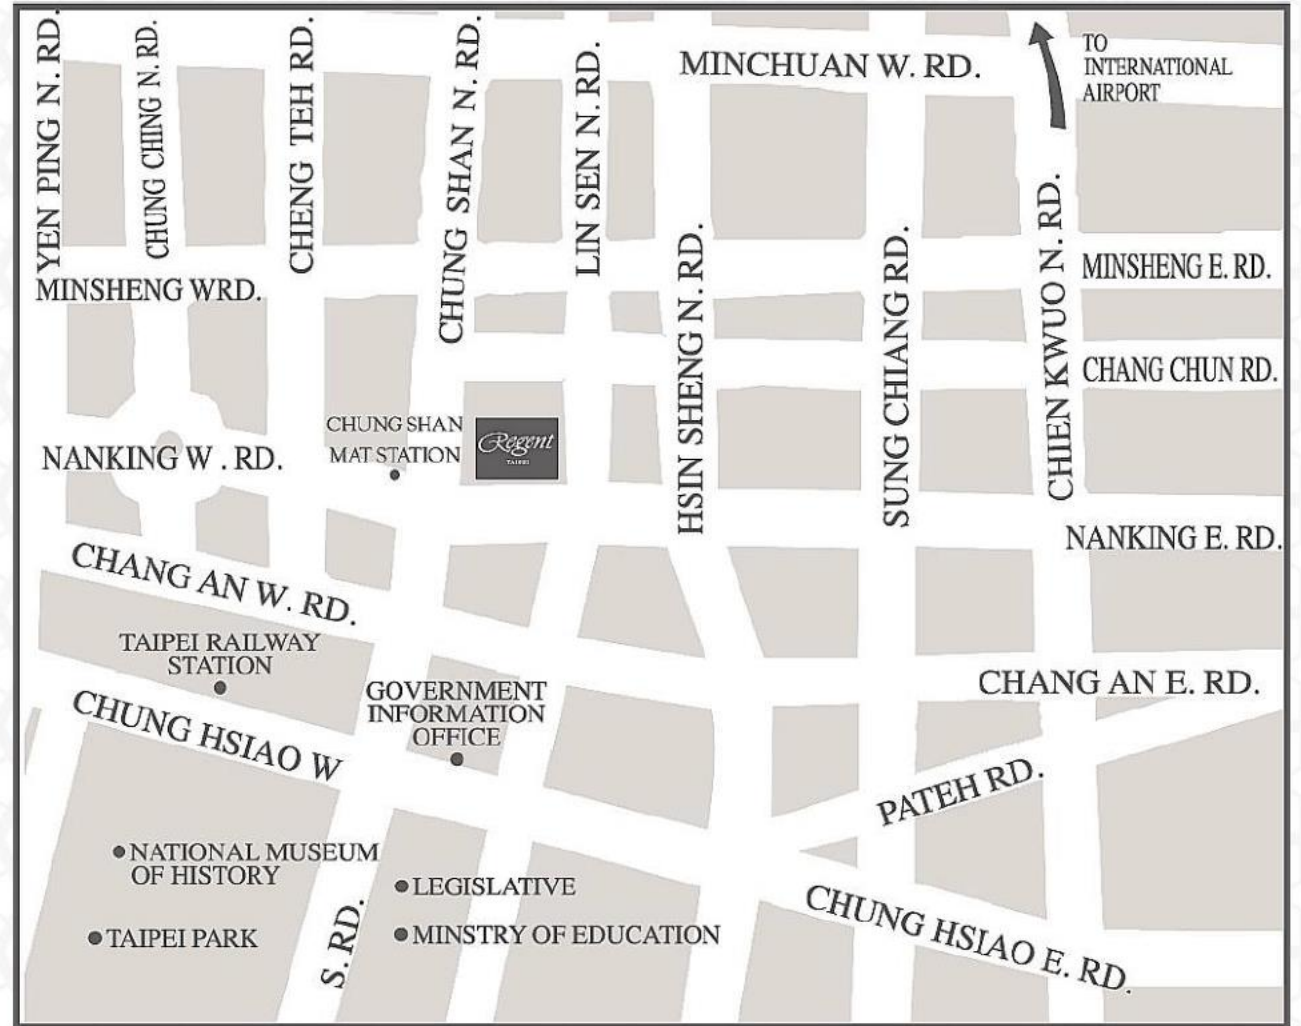 YEN PING N. RD.
CHUNG CHING N. RD.
CHENG TEH RD.
CHUNG SHAN N. RD.
LIN SEN N. RD.
MINCHUAN W. RD.
TO
INTERNATIONAL
AIRPORT
MINSHENG WRD.
HSIN SHENG N. RD.
SUNG CHIANG RD.
CHIEN KWUO N. RD.
MINSHENG E. RD.
CHANG CHUN RD.
CHUNG SHAN
MAT STATION
Regent
TAIPEI
NANKING W . RD.
NANKING E. RD.
CHANG AN W. RD.
TAIPEI RAILWAY
STATION
GOVERNMENT
INFORMATION
OFFICE
CHANG AN E. RD.
CHUNG HSIAO W
PATEH RD.
NATIONAL MUSEUM
OF HISTORY
LEGISLATIVE
CHUNG HSIAO E. RD.
TAIPEI PARK
S. RD.
MINSTRY OF EDUCATION